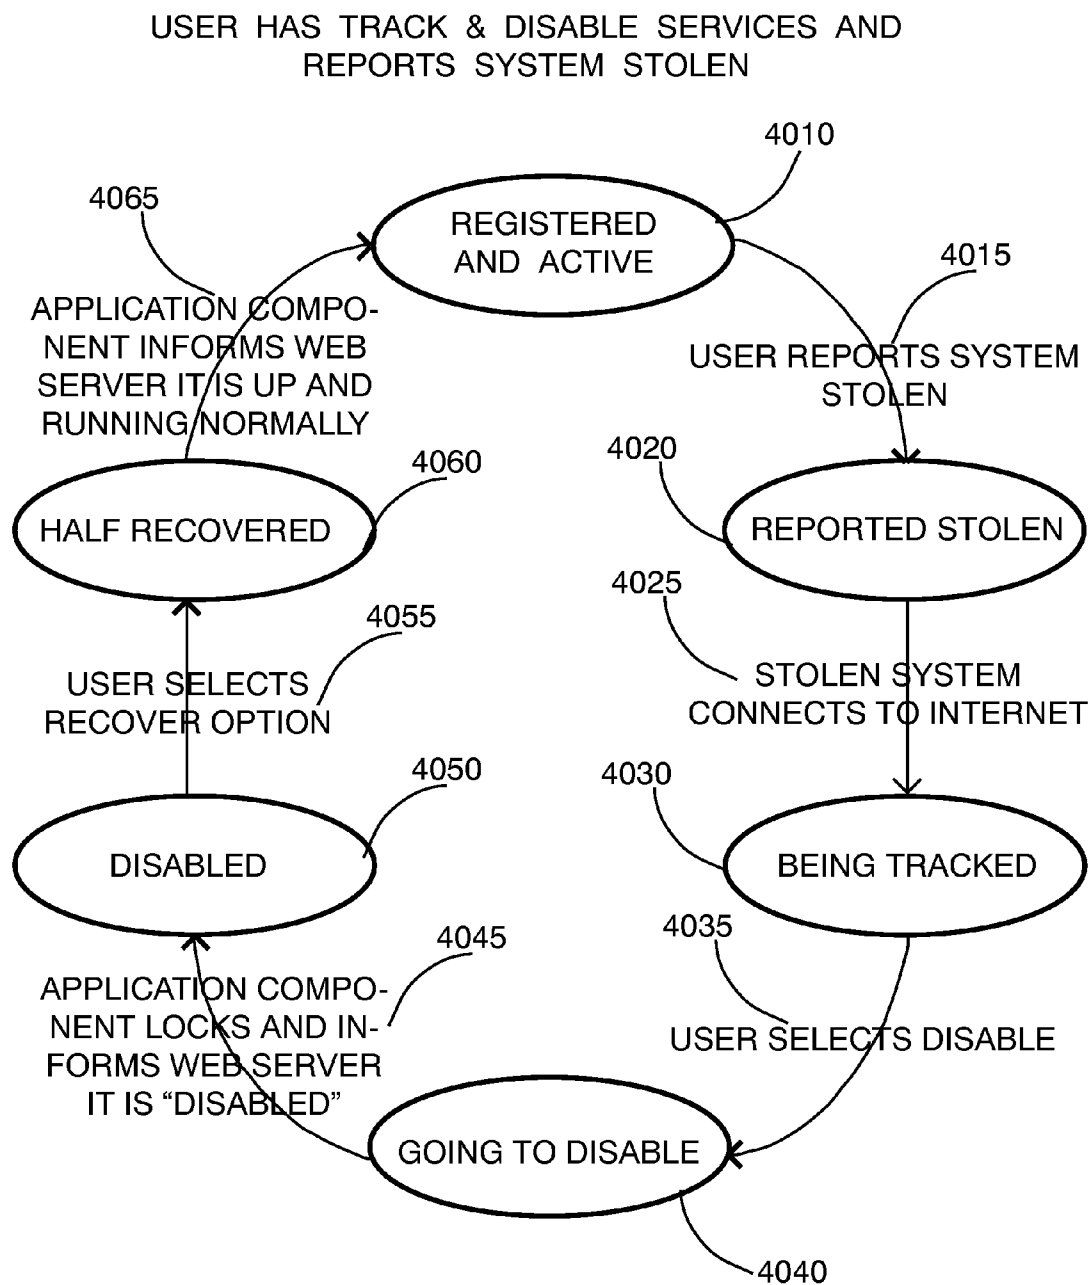 USER HAS TRACK & DISABLE SERVICES AND
REPORTS SYSTEM STOLEN
4010
4065
REGISTERED
AND ACTIVE
4015
APPLICATION COMPO-
NENT INFORMS WEB
SERVER IT IS UP AND
RUNNING NORMALLY
USER REPORTS SYSTEM
STOLEN
4060
4020
HALF RECOVERED
REPORTED STOLEN
4025
4055
USER SELECTS
RECOVER OPTION
STOLEN SYSTEM
CONNECTS TO INTERNET
4050
4030
DISABLED
BEING TRACKED
4045
4035
APPLICATION COMPO-
NENT LOCKS AND IN-
FORMS WEB SERVER
IT IS “DISABLED”
USER SELECTS DISABLE
GOING TO DISABLE
4040